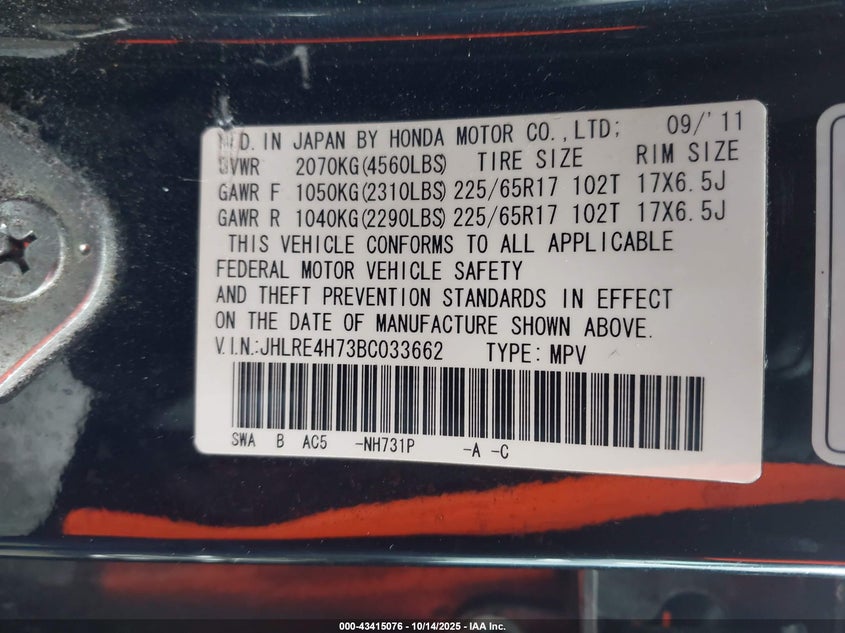 MFD. IN JAPAN BY HONDA MOTOR CO.,LTD; 09/'11
GVWR 2070KG(4560LBS) TIRE SIZE RIM SIZE
GAWR F 1050KG(2310LBS) 225/65R17 102T 17X6.5J
GAWR R 1040KG(2290LBS) 225/65R17 102T 17X6.5J
THIS VEHICLE CONFORMS TO ALL APPLICABLE
FEDERAL MOTOR VEHICLE SAFETY
AND THEFT PREVENTION STANDARDS IN EFFECT
ON THE DATE OF MANUFACTURE SHOWN ABOVE.
V.I.N.: JHLRE4H73BC033662 TYPE: MPV
SWA B AC5 -NH731P -A -C
000-43415076 - 10/14/2025 - IAA Inc.